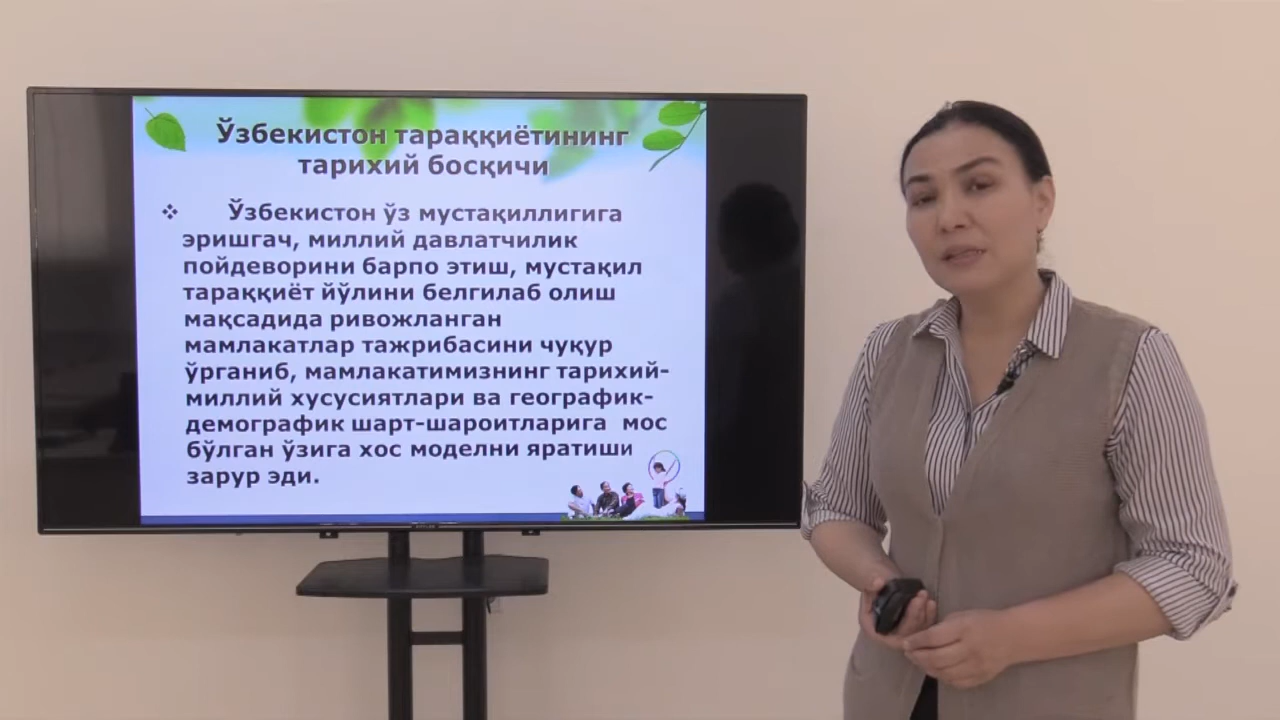 Ўзбекистон тараққиётининг
тарихий босқичи
❖ Ўзбекистон ўз мустақиллигига
эришгач, миллий давлатчилик
пойдеворини барпо этиш, мустақил
тараққиёт йўлини белгилаб олиш
мақсадида ривожланган
мамлакатлар тажрибасини чуқур
ўрганиб, мамлакатимизнинг тарихий-
миллий хусусиятлари ва географик-
демографик шарт-шароитларига мос
бўлган ўзига хос моделни яратиши
зарур эди.